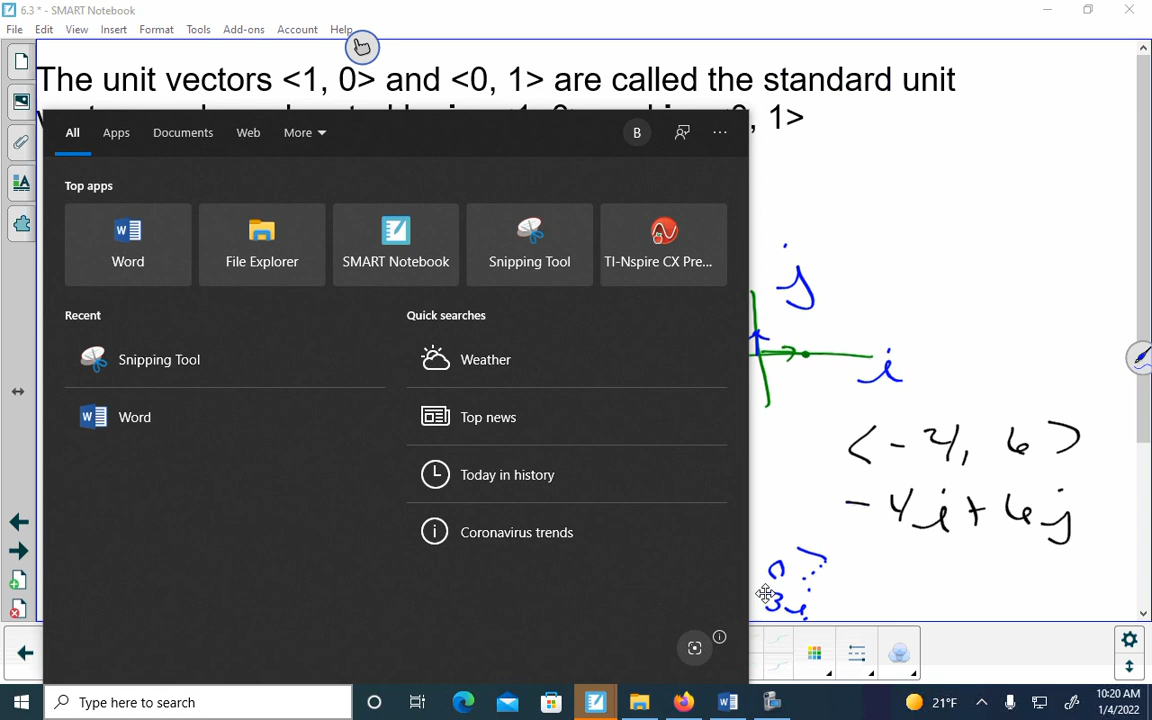 6.3 * - SMART Notebook
File Edit View Insert Format Tools Add-ons Account Help
The unit vectors <1, 0> and <0, 1> are called the standard unit
, 1>
All Apps Documents Web More B ...
Top apps
Word File Explorer SMART Notebook Snipping Tool TI-Nspire CX Pre...
Recent Quick searches
Snipping Tool Weather
Word Top news
Today in history
Coronavirus trends
j
i
<-4, 6>
-4i+6j
0>
3i
Type here to search
21°F
10:20 AM
1/4/2022